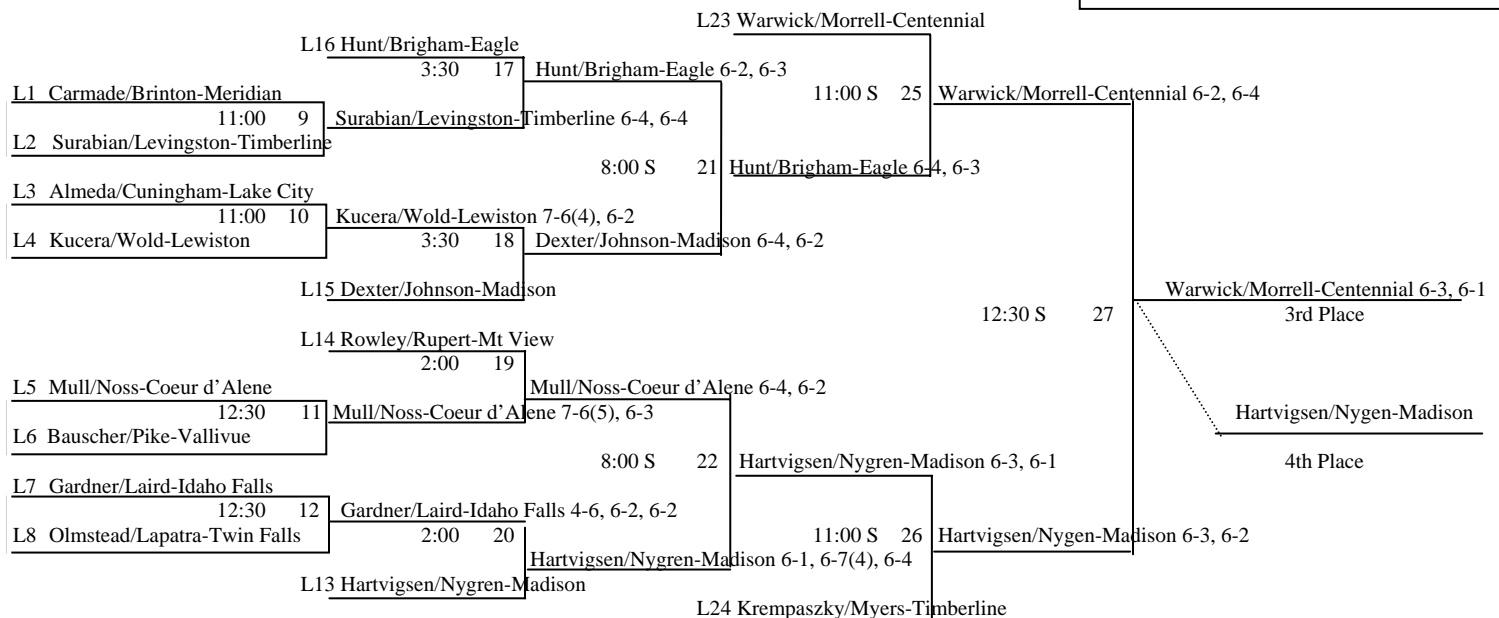 L23 Warwick/Morrell-Centennial
L16 Hunt/Brigham-Eagle
3:30 17 Hunt/Brigham-Eagle 6-2, 6-3
L1 Carmade/Brinton-Meridian
11:00 S 25 Warwick/Morrell-Centennial 6-2, 6-4
11:00 9 Surabian/Levingston-Timberline 6-4, 6-4
L2 Surabian/Levingston-Timberline
8:00 S 21 Hunt/Brigham-Eagle 6-4, 6-3
L3 Almeda/Cuningham-Lake City
11:00 10 Kucera/Wold-Lewiston 7-6(4), 6-2
L4 Kucera/Wold-Lewiston
3:30 18 Dexter/Johnson-Madison 6-4, 6-2
L15 Dexter/Johnson-Madison
Warwick/Morrell-Centennial 6-3, 6-1
12:30 S 27
3rd Place
L14 Rowley/Rupert-Mt View
2:00 19
L5 Mull/Noss-Coeur d’Alene
Mull/Noss-Coeur d’Alene 6-4, 6-2
12:30 11 Mull/Noss-Coeur d’Alene 7-6(5), 6-3
Hartvigsen/Nygen-Madison
L6 Bauscher/Pike-Vallivue
8:00 S 22 Hartvigsen/Nygren-Madison 6-3, 6-1
4th Place
L7 Gardner/Laird-Idaho Falls
12:30 12 Gardner/Laird-Idaho Falls 4-6, 6-2, 6-2
L8 Olmstead/Lapatra-Twin Falls
2:00 20
11:00 S 26 Hartvigsen/Nygen-Madison 6-3, 6-2
Hartvigsen/Nygren-Madison 6-1, 6-7(4), 6-4
L13 Hartvigsen/Nygren-Madison
L24 Krempaszky/Myers-Timberline